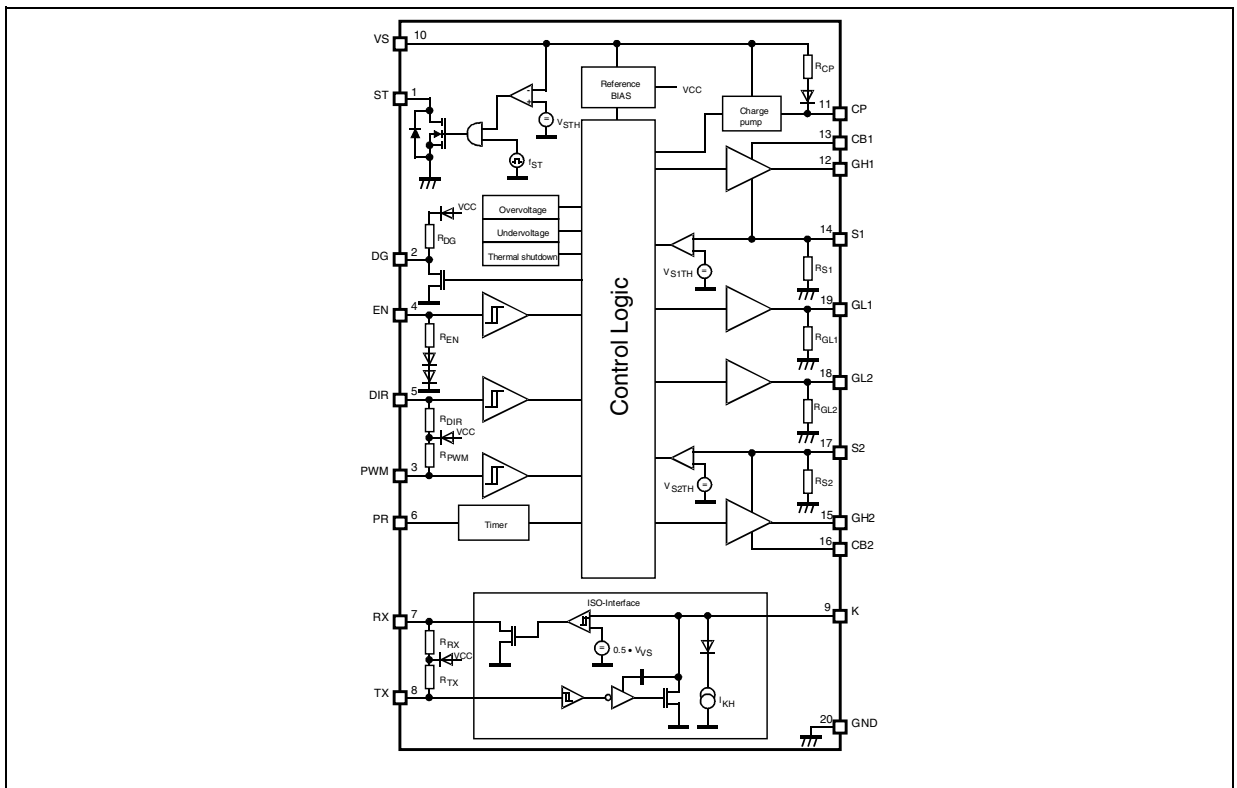 VS 10
ST 1
VSTH
fST
Reference
BIAS
VCC
RCP
Charge
pump
11 CP
13 CB1
12 GH1
Overvoltage
Undervoltage
Thermal shutdown
VCC
RDG
DG 2
14 S1
VS1TH
RS1
EN 4
REN
Control Logic
19 GL1
RGL1
18 GL2
RGL2
DIR 5
RDIR
VCC
RPWM
PWM 3
17 S2
VS2TH
RS2
PR 6
Timer
15 GH2
16 CB2
ISO-Interface
RX 7
RRX
VCC
RTX
TX 8
0.5 • VVS
IKH
9 K
20 GND